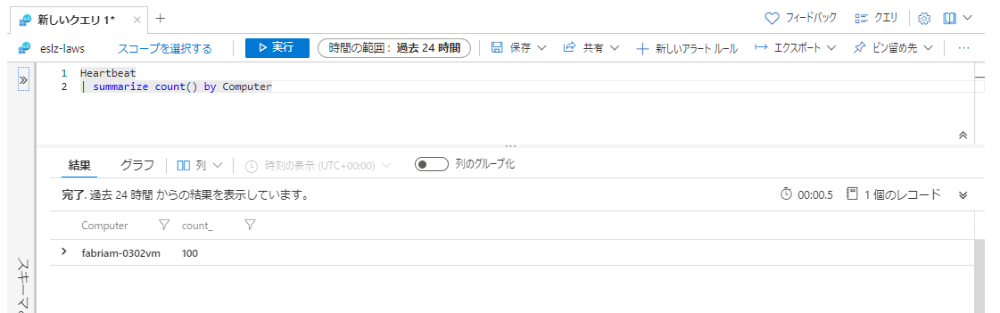 新しいクエリ 1*
フィードバック
クエリ
eslz-laws
スコープを選択する
実行
時間の範囲 : 過去 24 時間
保存
共有
新しいアラート ルール
エクスポート
ピン留め先
1 Heartbeat
2 | summarize count() by Computer
結果
グラフ
列
時刻の表示 (UTC+00:00)
列のグループ化
完了. 過去 24 時間 からの結果を表示しています。
00:00.5
1 個のレコード
Computer
count_
fabriam-0302vm
100
スキーマ